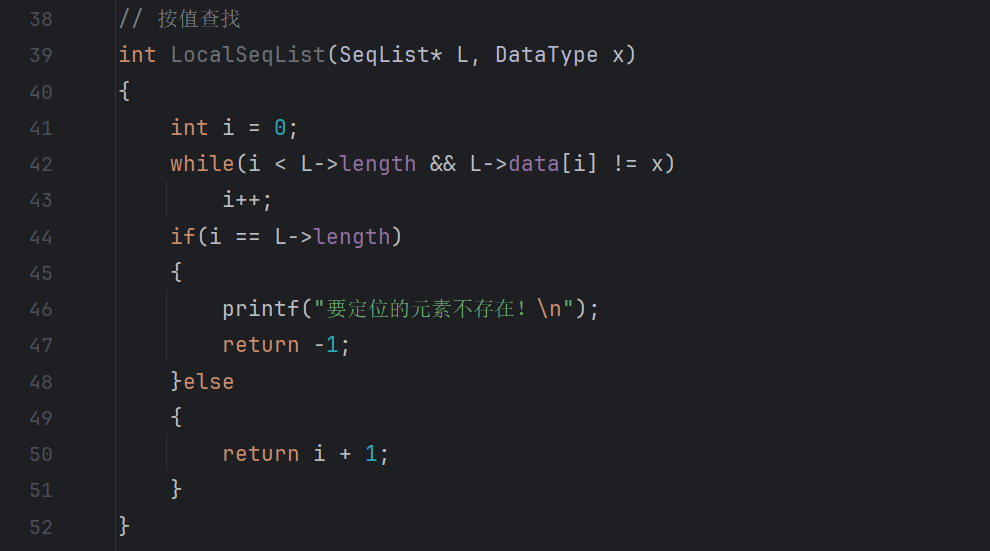 38 // 按值查找
39 int LocalSeqList(SeqList* L, DataType x)
40 {
41     int i = 0;
42     while(i < L->length && L->data[i] != x)
43         i++;
44     if(i == L->length)
45     {
46         printf("要定位的元素不存在！\n");
47         return -1;
48     }else
49     {
50         return i + 1;
51     }
52 }